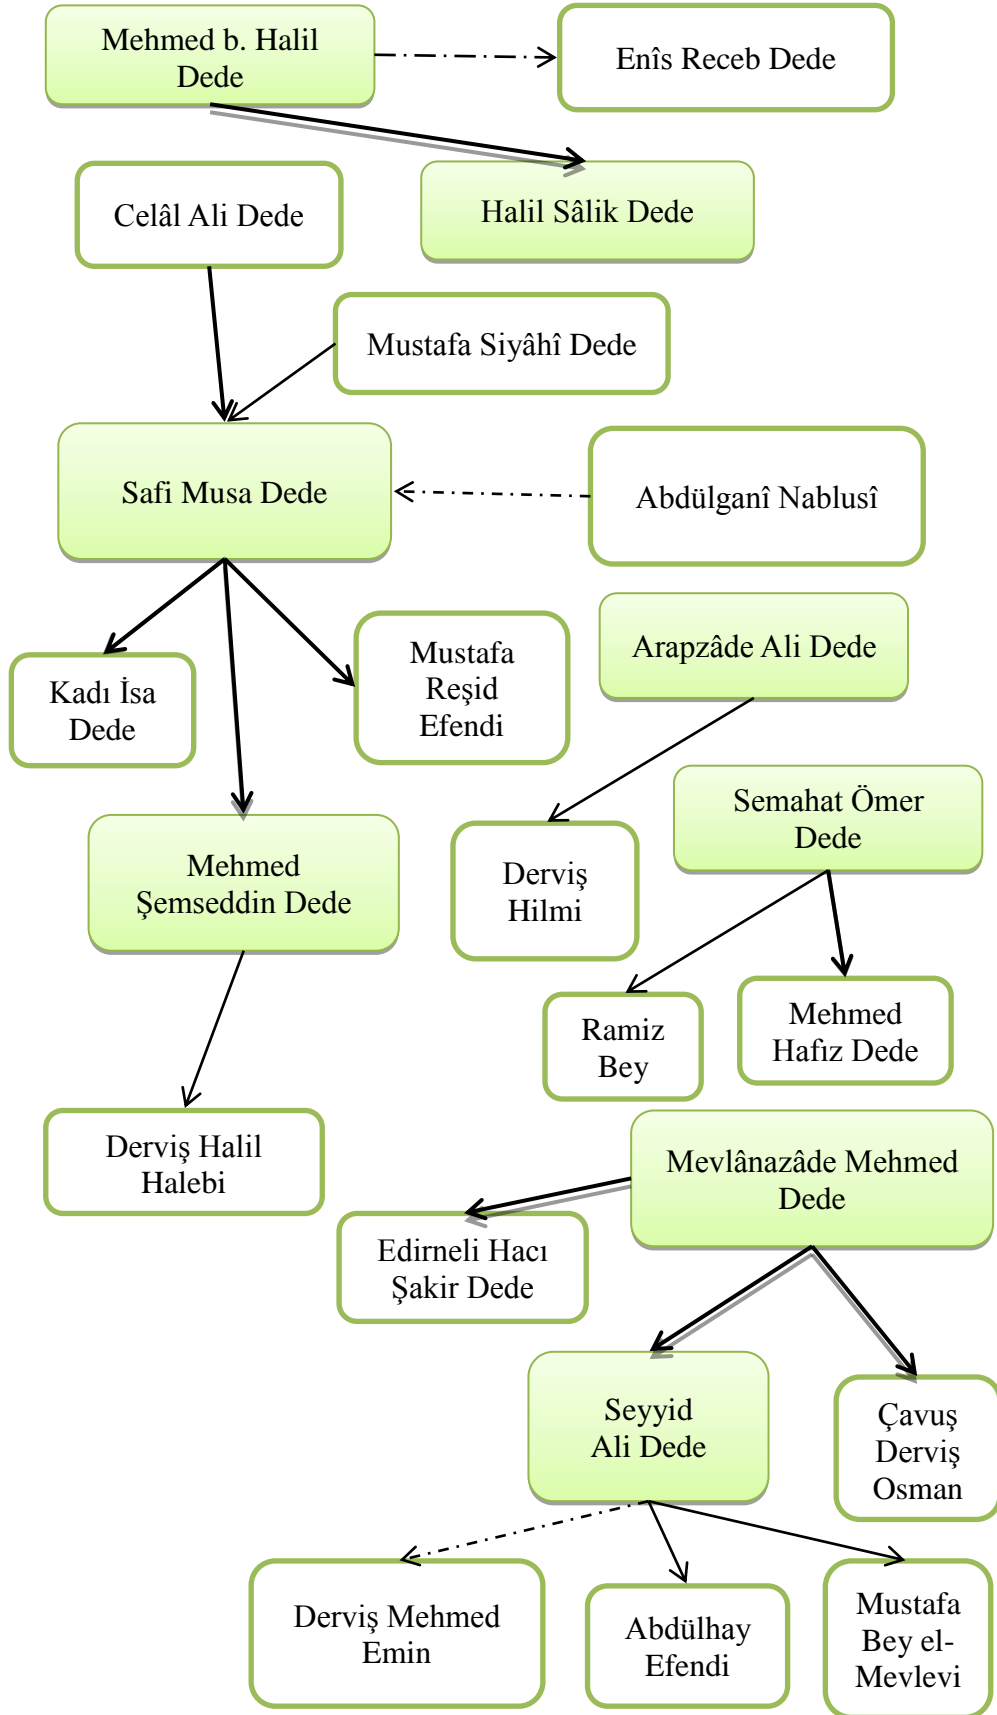 Mehmed b. Halil
Dede
Enîs Receb Dede
Halil Sâlik Dede
Celâl Ali Dede
Mustafa Siyâhî Dede
Safi Musa Dede
Abdülganî Nablusî
Arapzâde Ali Dede
Mustafa
Reşid
Efendi
Kadı İsa
Dede
Semahat Ömer
Dede
Mehmed
Şemseddin Dede
Derviş
Hilmi
Ramiz
Bey
Mehmed
Hafız Dede
Derviş Halil
Halebi
Mevlânazâde Mehmed
Dede
Edirneli Hacı
Şakir Dede
Seyyid
Ali Dede
Çavuş
Derviş
Osman
Derviş Mehmed
Emin
Abdülhay
Efendi
Mustafa
Bey el-
Mevlevi